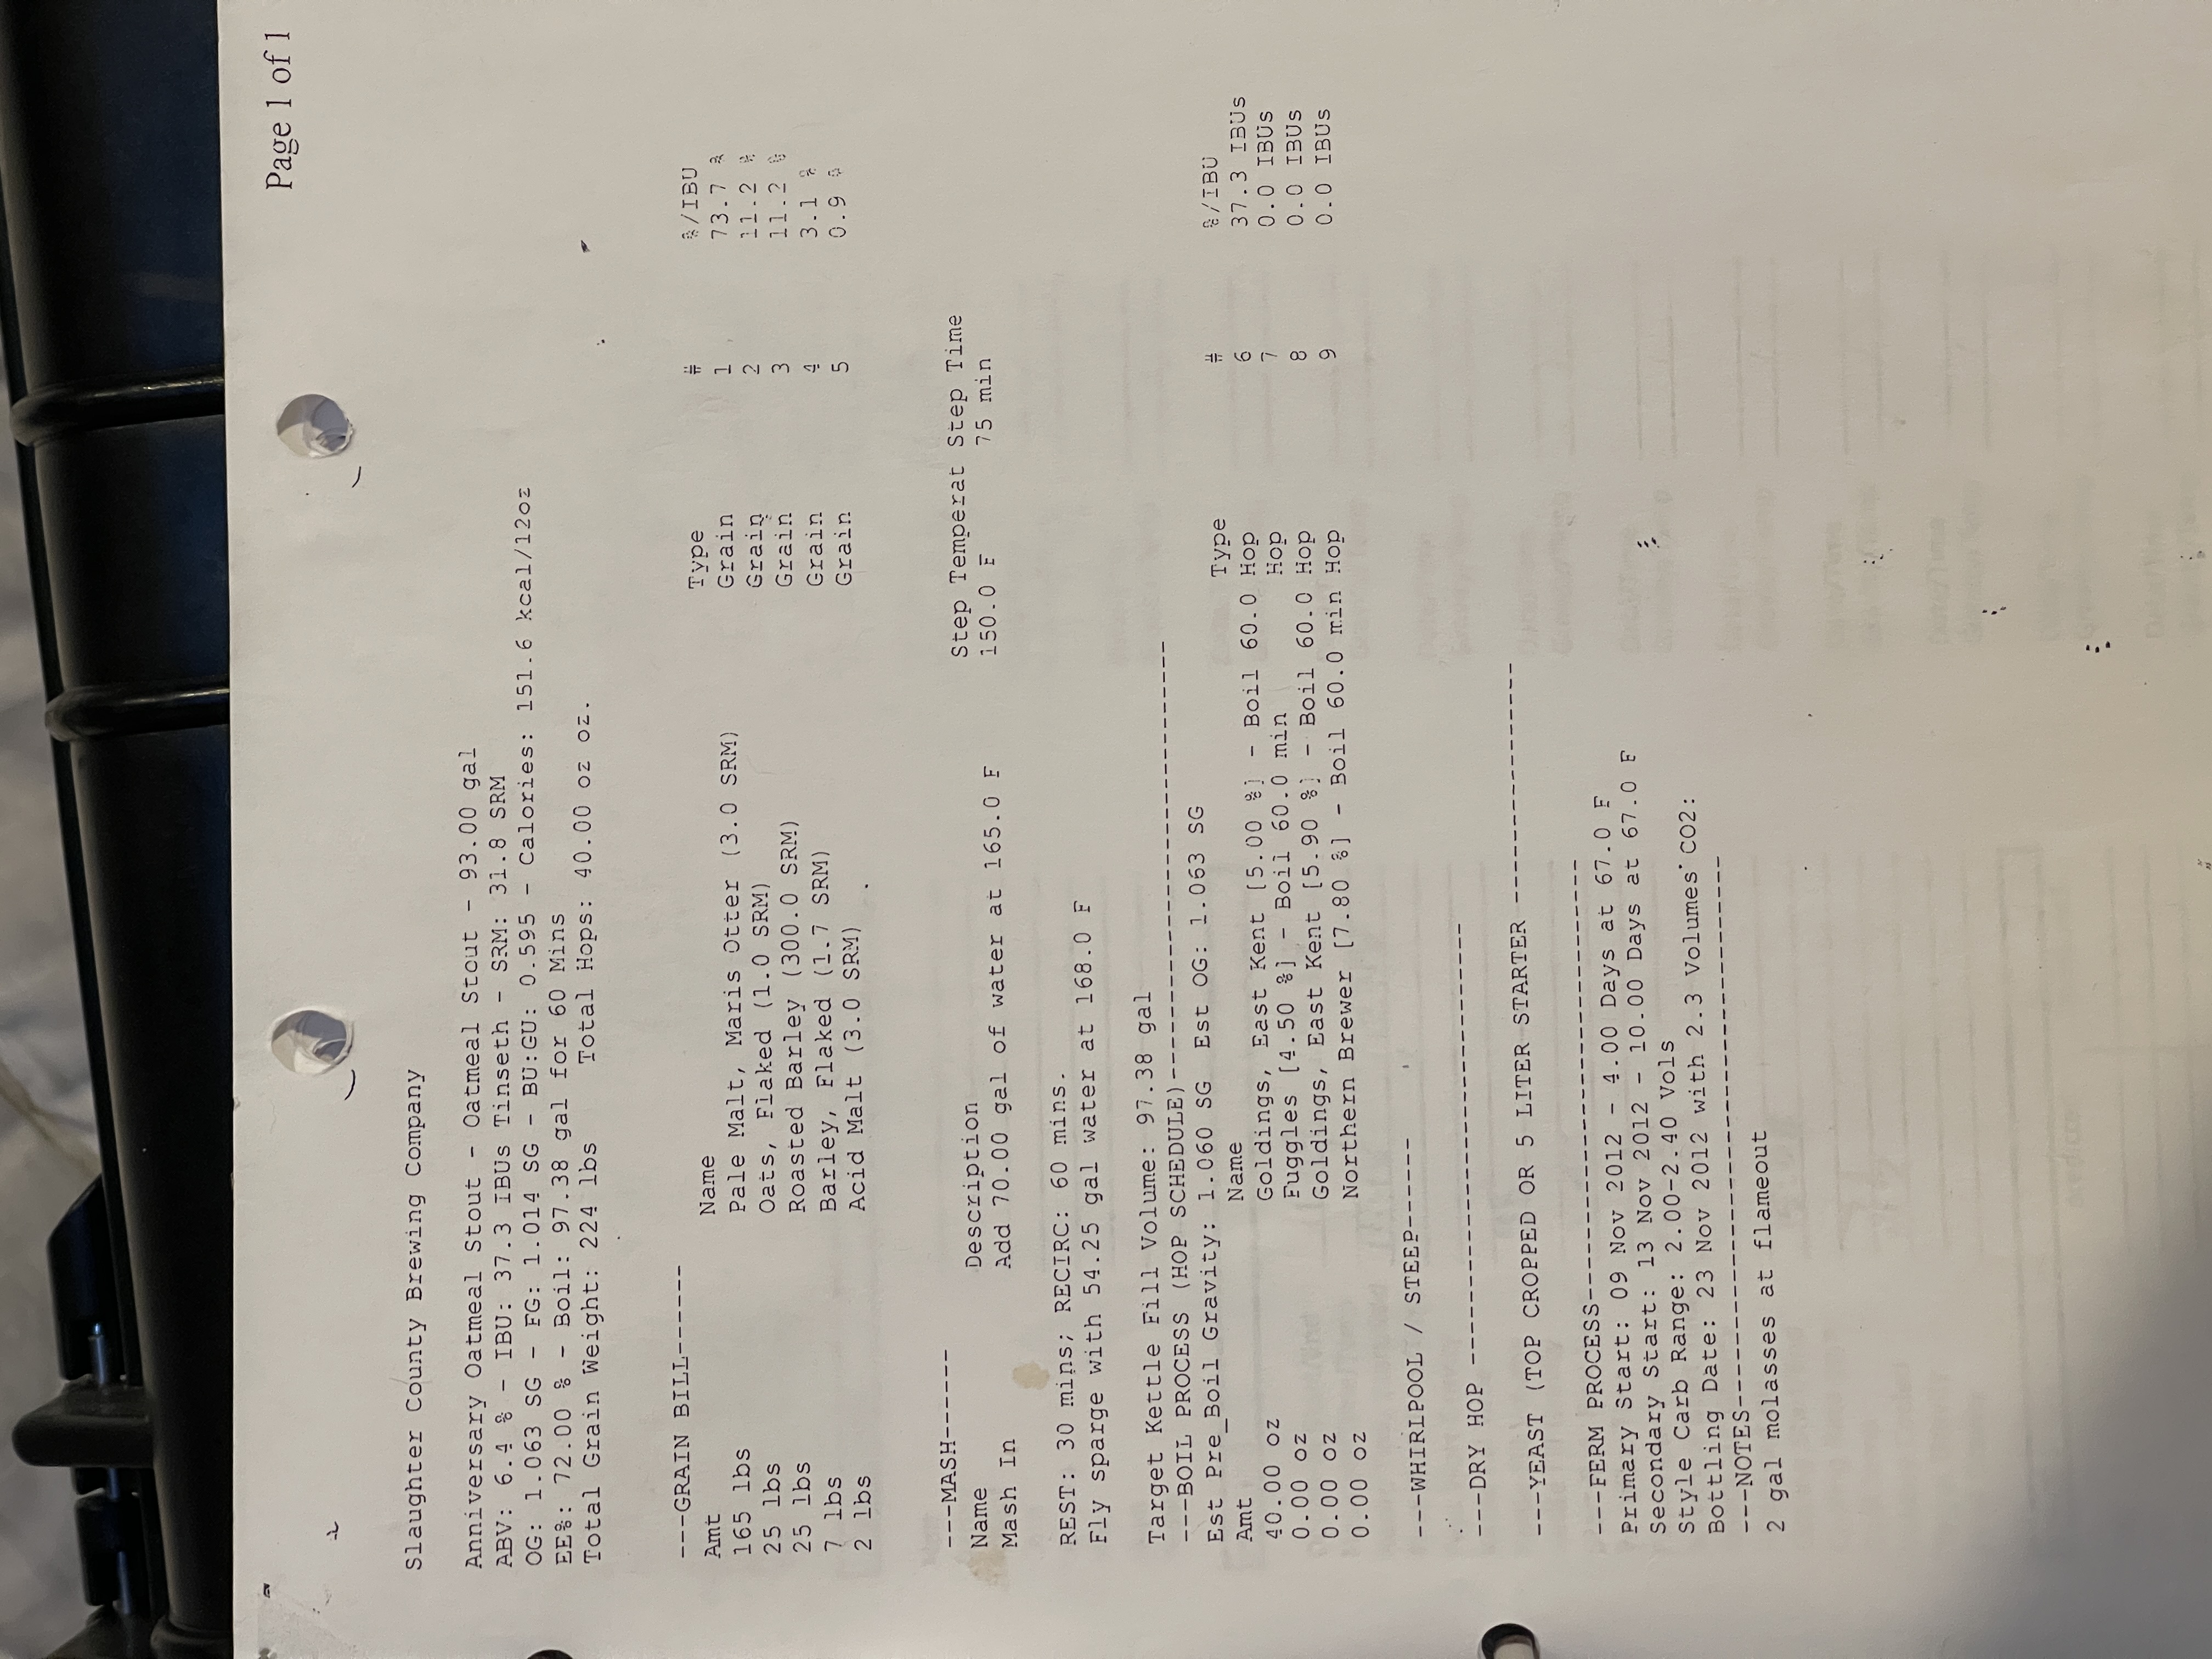 Page 1 of 1
Slaughter County Brewing Company
Anniversary Oatmeal Stout - Oatmeal Stout - 93.00 gal
ABV: 6.4 % - IBU: 37.3 IBUs Tinseth - SRM: 31.8 SRM
OG: 1.063 SG - FG: 1.014 SG - BU:GU: 0.595 - Calories: 151.6 kcal/12oz
EE%: 72.00 % - Boil: 97.38 gal for 60 Mins
Total Grain Weight: 224 lbs Total Hops: 40.00 oz oz.
---GRAIN BILL------
Amt Name Type # %/IBU
165 lbs Pale Malt, Maris Otter (3.0 SRM) Grain 1 73.7 %
25 lbs Oats, Flaked (1.0 SRM) Grain 2 11.2 %
25 lbs Roasted Barley (300.0 SRM) Grain 3 11.2 %
7 lbs Barley, Flaked (1.7 SRM) Grain 4 3.1 %
2 lbs Acid Malt (3.0 SRM) Grain 5 0.9 %
---MASH------
Name Description Step Temperat Step Time
Mash In Add 70.00 gal of water at 165.0 F 150.0 F 75 min
REST: 30 mins; RECIRC: 60 mins.
Fly sparge with 54.25 gal water at 168.0 F
Target Kettle Fill Volume: 97.38 gal
---BOIL PROCESS (HOP SCHEDULE)----------------------------
Est Pre_Boil Gravity: 1.060 SG Est OG: 1.063 SG
Amt Name Type # %/IBU
40.00 oz Goldings, East Kent [5.00 %] - Boil 60.0 Hop 6 37.3 IBUs
0.00 oz Fuggles [4.50 %] - Boil 60.0 min Hop 7 0.0 IBUs
0.00 oz Goldings, East Kent [5.90 %] - Boil 60.0 Hop 8 0.0 IBUs
0.00 oz Northern Brewer [7.80 %] - Boil 60.0 min Hop 9 0.0 IBUs
---WHIRLPOOL / STEEP------
---DRY HOP -----------------------------
---YEAST (TOP CROPPED OR 5 LITER STARTER ----------------
---FERM PROCESS-----------------------------
Primary Start: 09 Nov 2012 - 4.00 Days at 67.0 F
Secondary Start: 13 Nov 2012 - 10.00 Days at 67.0 F
Style Carb Range: 2.00-2.40 Vols
Bottling Date: 23 Nov 2012 with 2.3 Volumes CO2:
---NOTES------------------------------------
2 gal molasses at flameout